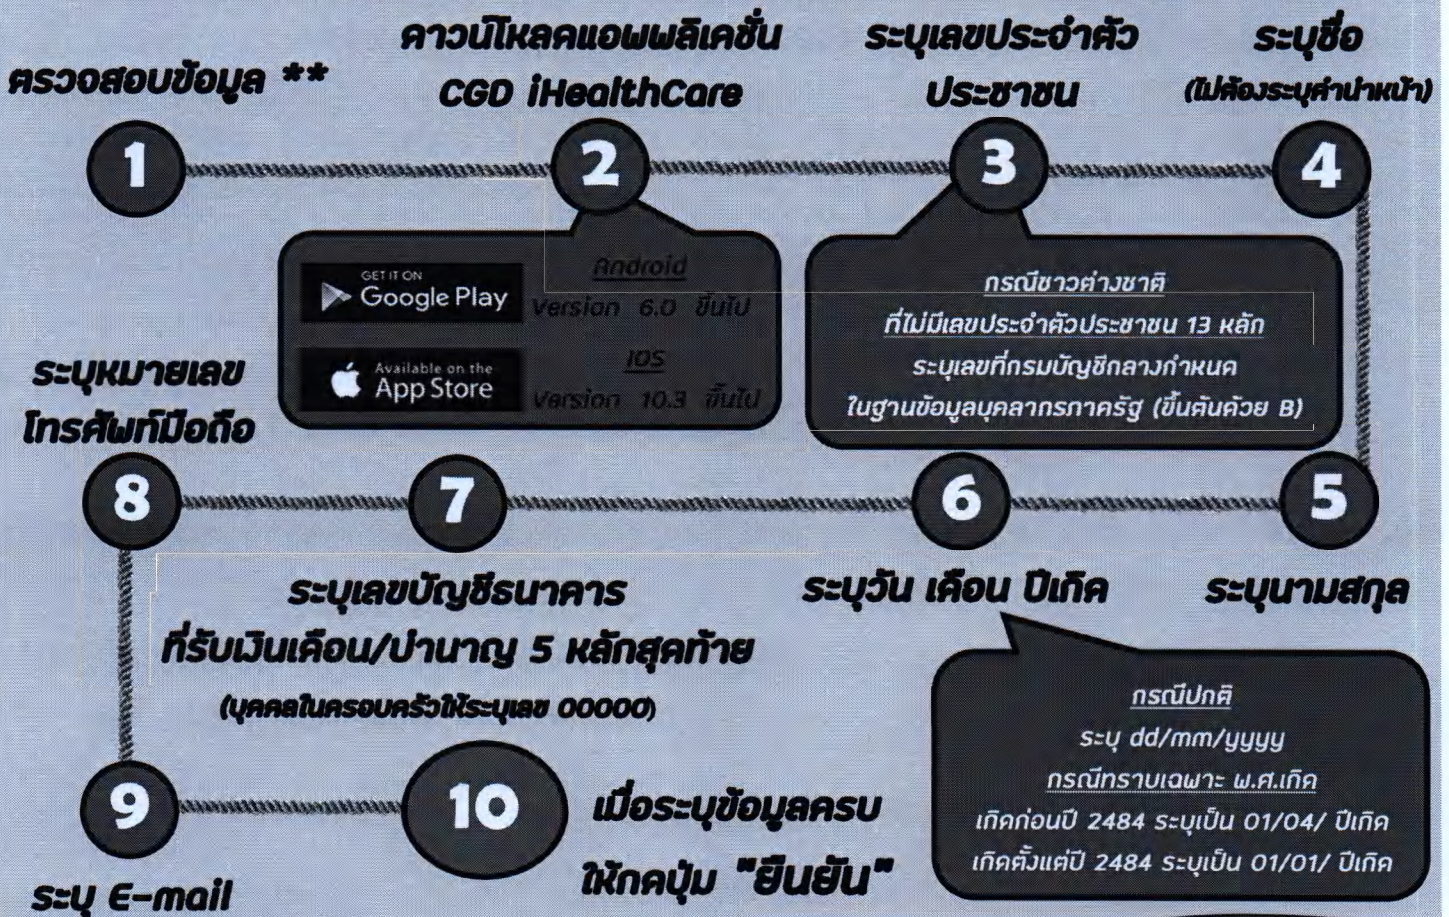 ตรวจสอบข้อมูล **
1
ดาวน์โหลดแอพพลิเคชั่น
CGD iHealthCare
2
GET IT ON
Google Play
Android
Version 6.0 ขึ้นไป
Available on the
App Store
IOS
Version 10.3 ขึ้นไป
ระบุเลขประจำตัว
ประชาชน
3
กรณีชาวต่างชาติ
ที่ไม่มีเลขประจำตัวประชาชน 13 หลัก
ระบุเลขที่กรมบัญชีกลางกำหนด
ในฐานข้อมูลบุคลากรภาครัฐ (ขึ้นต้นด้วย B)
ระบุชื่อ
(ไม่ต้องระบุคำนำหน้า)
4
5
ระบุนามสกุล
6
ระบุวัน เดือน ปีเกิด
กรณีปกติ
ระบุ dd/mm/yyyy
กรณีทราบเฉพาะ พ.ศ.เกิด
เกิดก่อนปี 2484 ระบุเป็น 01/04/ ปีเกิด
เกิดตั้งแต่ปี 2484 ระบุเป็น 01/01/ ปีเกิด
7
ระบุเลขบัญชีธนาคาร
ที่รับเงินเดือน/บำนาญ 5 หลักสุดท้าย
(บุคคลในครอบครัวให้ระบุเลข 00000)
ระบุหมายเลข
โทรศัพท์มือถือ
8
9
ระบุ E-mail
10
เมื่อระบุข้อมูลครบ
ให้กดปุ่ม "ยืนยัน"